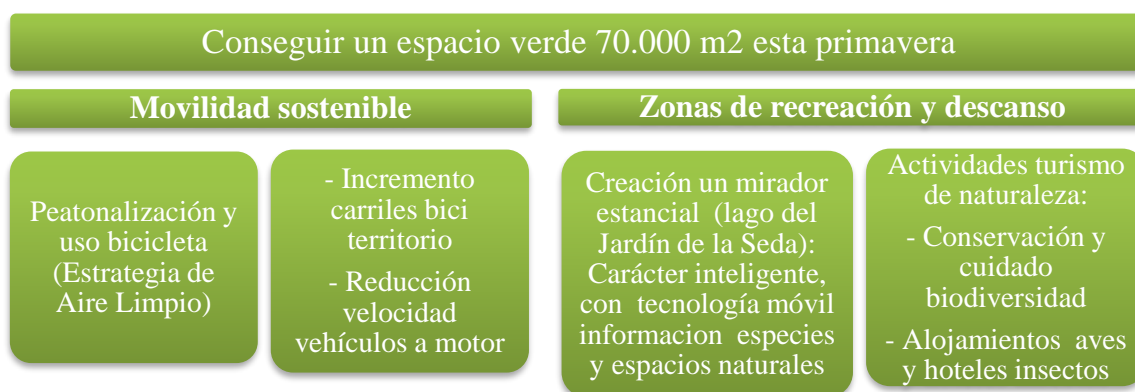 Conseguir un espacio verde 70.000 m2 esta primavera
Movilidad sostenible
Peatonalización y
uso bicicleta
(Estrategia de
Aire Limpio)
- Incremento
carriles bici
territorio
- Reducción
velocidad
vehículos a motor
Zonas de recreación y descanso
Creación un mirador
estancial (lago del
Jardín de la Seda):
Carácter inteligente,
con tecnología móvil
informacion especies
y espacios naturales
Actividades turismo
de naturaleza:
- Conservación y
cuidado
biodiversidad
- Alojamientos aves
y hoteles insectos